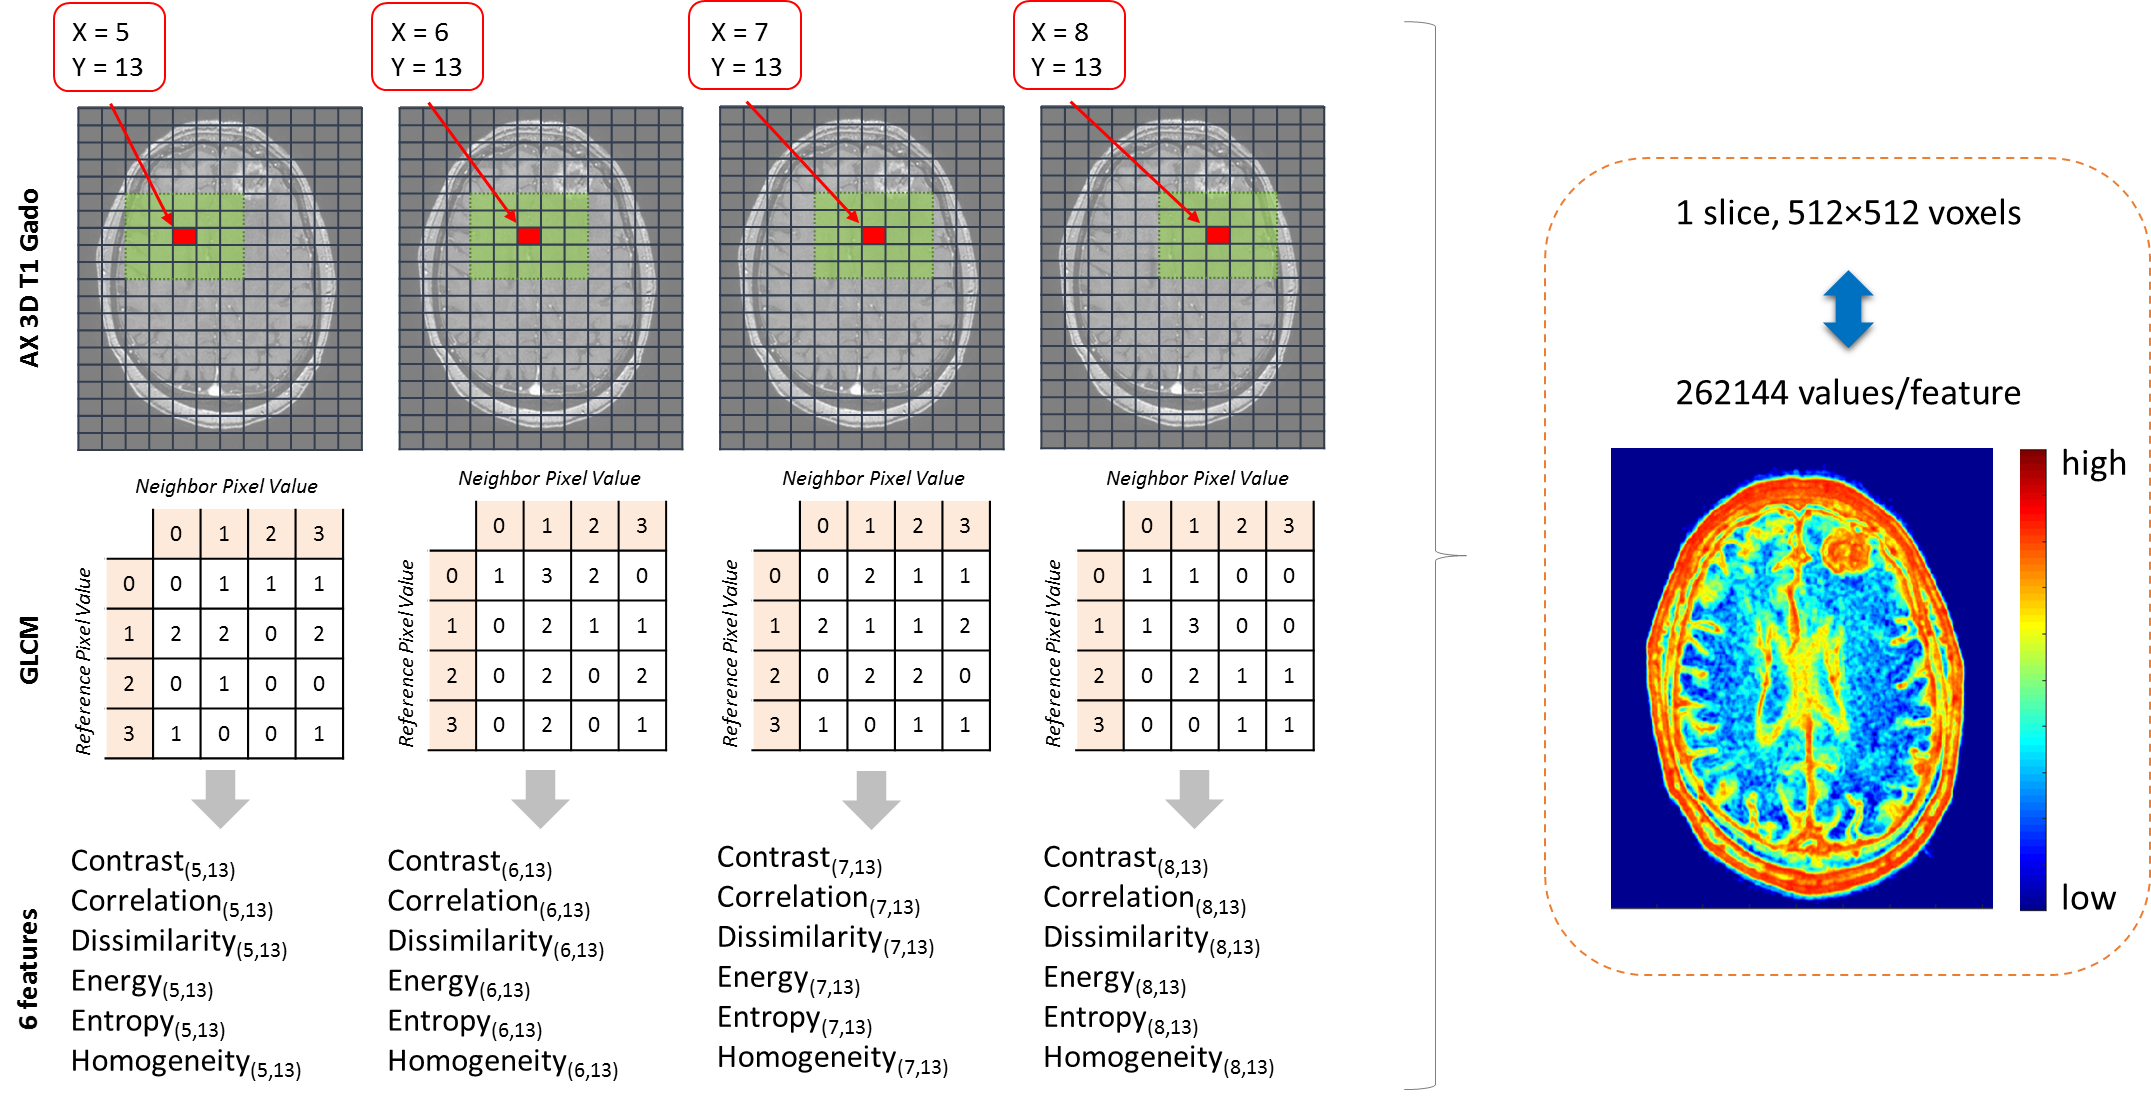 X = 5
Y = 13
X = 6
Y = 13
X = 7
Y = 13
X = 8
Y = 13
AX 3D T1 Gado
Neighbor Pixel Value
0 1 2 3
Reference Pixel Value
0 0 1 1 1
1 2 2 0 2
2 0 1 0 0
3 1 0 0 1
Neighbor Pixel Value
0 1 2 3
Reference Pixel Value
0 1 3 2 0
1 0 2 1 1
2 0 2 0 2
3 0 2 0 1
Neighbor Pixel Value
0 1 2 3
Reference Pixel Value
0 0 2 1 1
1 2 1 1 2
2 0 2 2 0
3 1 0 1 1
Neighbor Pixel Value
0 1 2 3
Reference Pixel Value
0 1 1 0 0
1 1 3 0 0
2 0 2 1 1
3 0 0 1 1
GLCM
6 features
Contrast(5,13)
Correlation(5,13)
Dissimilarity(5,13)
Energy(5,13)
Entropy(5,13)
Homogeneity(5,13)
Contrast(6,13)
Correlation(6,13)
Dissimilarity(6,13)
Energy(6,13)
Entropy(6,13)
Homogeneity(6,13)
Contrast(7,13)
Correlation(7,13)
Dissimilarity(7,13)
Energy(7,13)
Entropy(7,13)
Homogeneity(7,13)
Contrast(8,13)
Correlation(8,13)
Dissimilarity(8,13)
Energy(8,13)
Entropy(8,13)
Homogeneity(8,13)
1 slice, 512×512 voxels
262144 values/feature
high
low